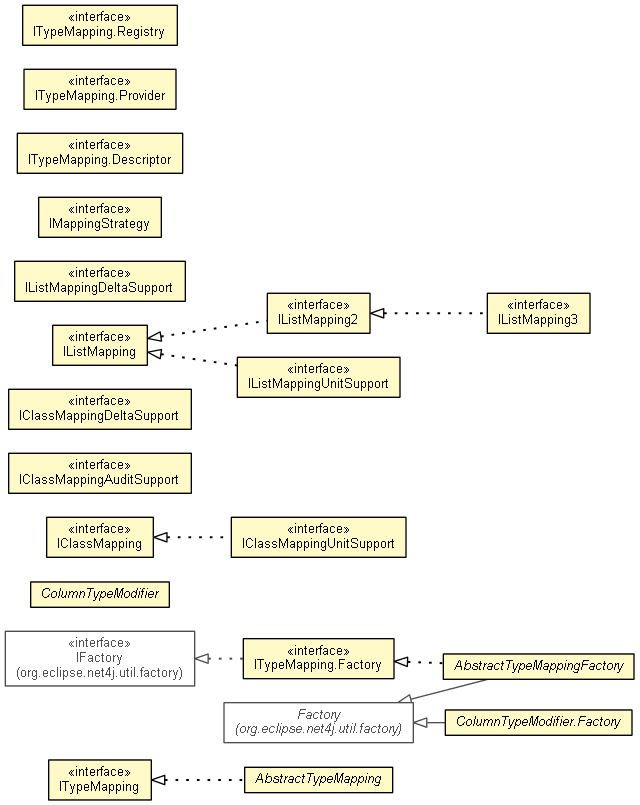 «interface»
ITypeMapping.Registry
«interface»
ITypeMapping.Provider
«interface»
ITypeMapping.Descriptor
«interface»
IMappingStrategy
«interface»
IListMappingDeltaSupport
«interface»
IListMapping
«interface»
IListMapping2
«interface»
IListMapping3
«interface»
IListMappingUnitSupport
«interface»
IClassMappingDeltaSupport
«interface»
IClassMappingAuditSupport
«interface»
IClassMapping
«interface»
IClassMappingUnitSupport
ColumnTypeModifier
«interface»
IFactory
(org.eclipse.net4j.util.factory)
«interface»
ITypeMapping.Factory
AbstractTypeMappingFactory
Factory
(org.eclipse.net4j.util.factory)
ColumnTypeModifier.Factory
«interface»
ITypeMapping
AbstractTypeMapping